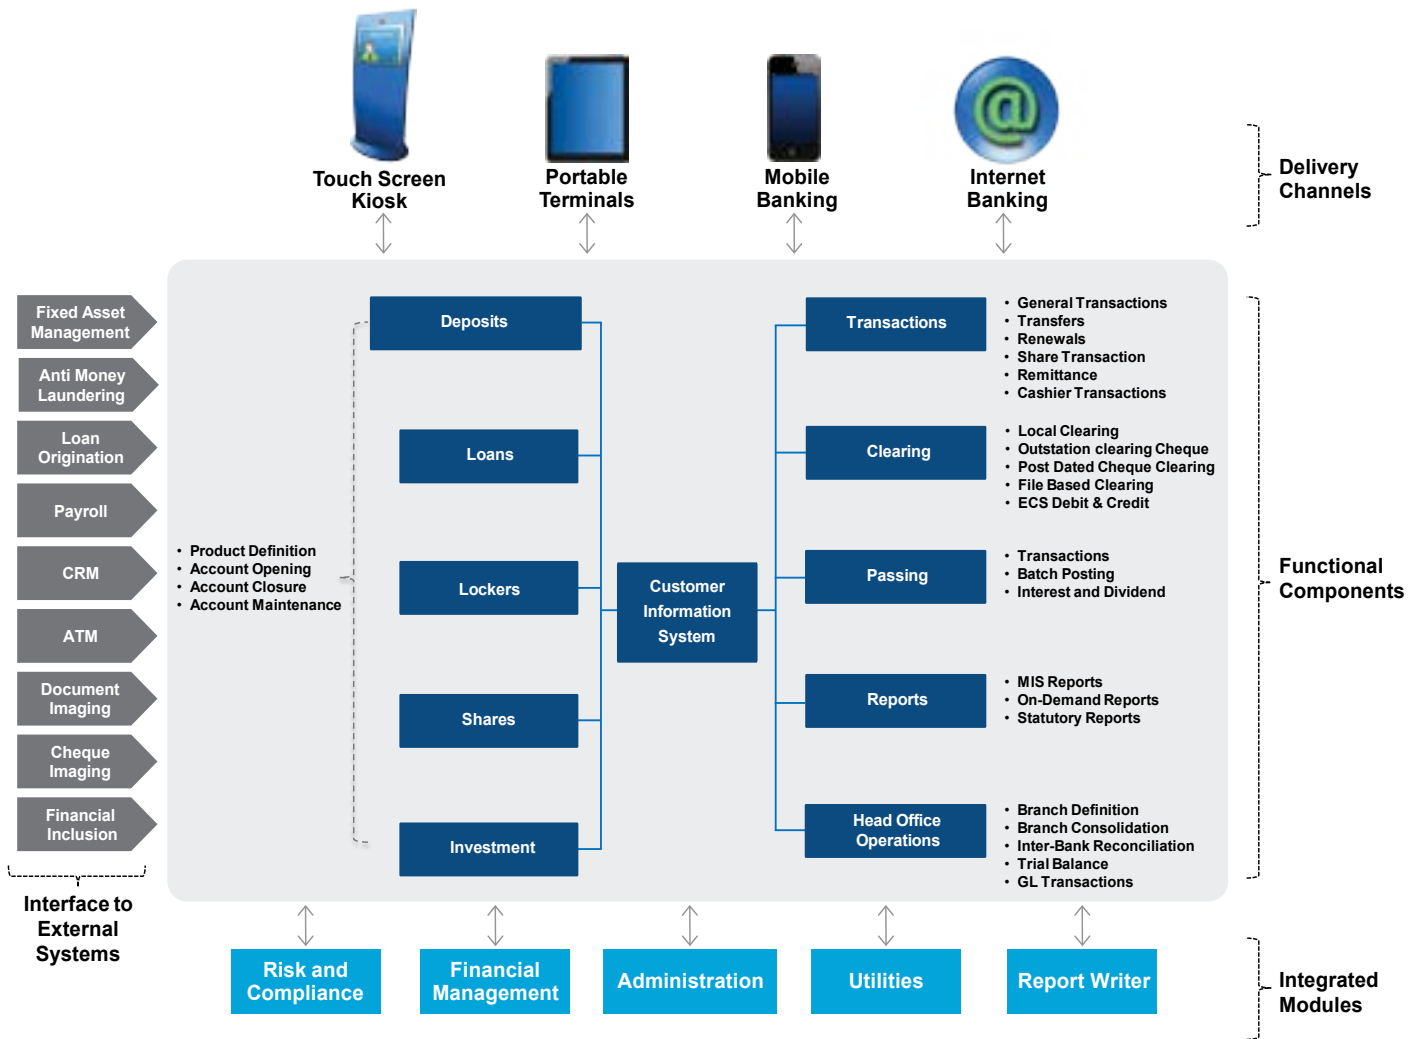 Touch Screen
Kiosk
Portable
Terminals
Mobile
Banking
Internet
Banking
Delivery
Channels
Fixed Asset
Management
Anti Money
Laundering
Loan
Origination
Payroll
CRM
ATM
Document
Imaging
Cheque
Imaging
Financial
Inclusion
Interface to
External
Systems
• Product Definition
• Account Opening
• Account Closure
• Account Maintenance
Deposits
Loans
Lockers
Shares
Investment
Customer
Information
System
Transactions
• General Transactions
• Transfers
• Renewals
• Share Transaction
• Remittance
• Cashier Transactions
Clearing
• Local Clearing
• Outstation clearing Cheque
• Post Dated Cheque Clearing
• File Based Clearing
• ECS Debit & Credit
Passing
• Transactions
• Batch Posting
• Interest and Dividend
Reports
• MIS Reports
• On-Demand Reports
• Statutory Reports
Head Office
Operations
• Branch Definition
• Branch Consolidation
• Inter-Bank Reconciliation
• Trial Balance
• GL Transactions
Functional
Components
Risk and
Compliance
Financial
Management
Administration
Utilities
Report Writer
Integrated
Modules